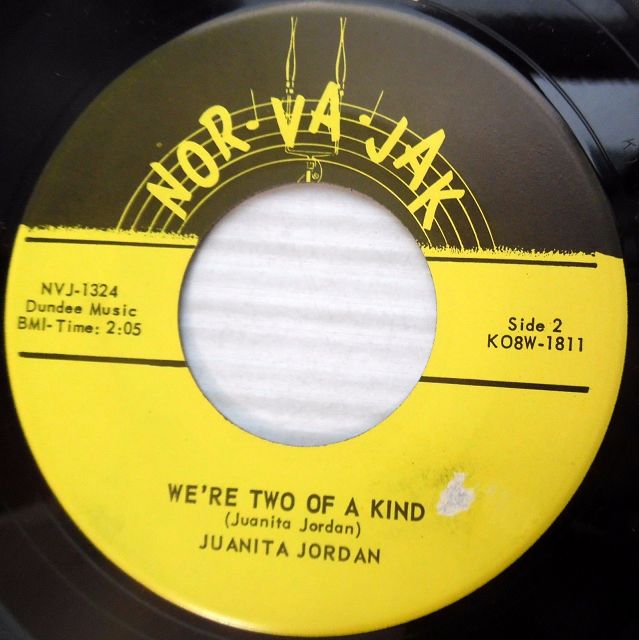 NOR·VA·JAK
NVJ-1324
Dundee Music
BMI-Time: 2:05
Side 2
KO8W-1811
WE'RE TWO OF A KIND
(Juanita Jordan)
JUANITA JORDAN